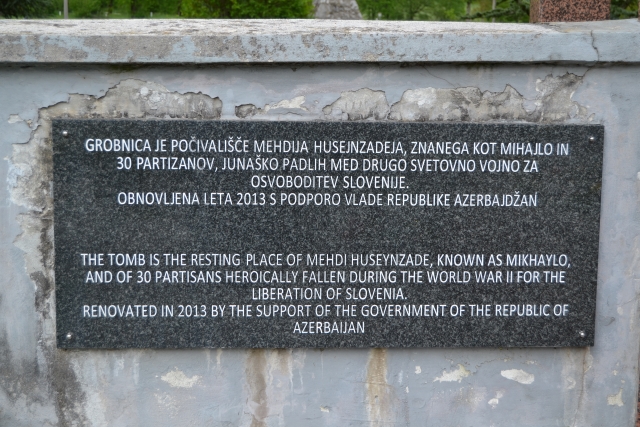 GROBNICA JE POČIVALIŠČE MEHDIJA HUSEJNZADEJA, ZNANEGA KOT MIHAJLO IN
30 PARTIZANOV, JUNAŠKO PADLIH MED DRUGO SVETOVNO VOJNO ZA
OSVOBODITEV SLOVENIJE.
OBNOVLJENA LETA 2013 S PODPORO VLADE REPUBLIKE AZERBAJDŽAN
THE TOMB IS THE RESTING PLACE OF MEHDI HUSEYNZADE, KNOWN AS MIKHAYLO,
AND OF 30 PARTISANS HEROICALLY FALLEN DURING THE WORLD WAR II FOR THE
LIBERATION OF SLOVENIA.
RENOVATED IN 2013 BY THE SUPPORT OF THE GOVERNMENT OF THE REPUBLIC OF
AZERBAIJAN